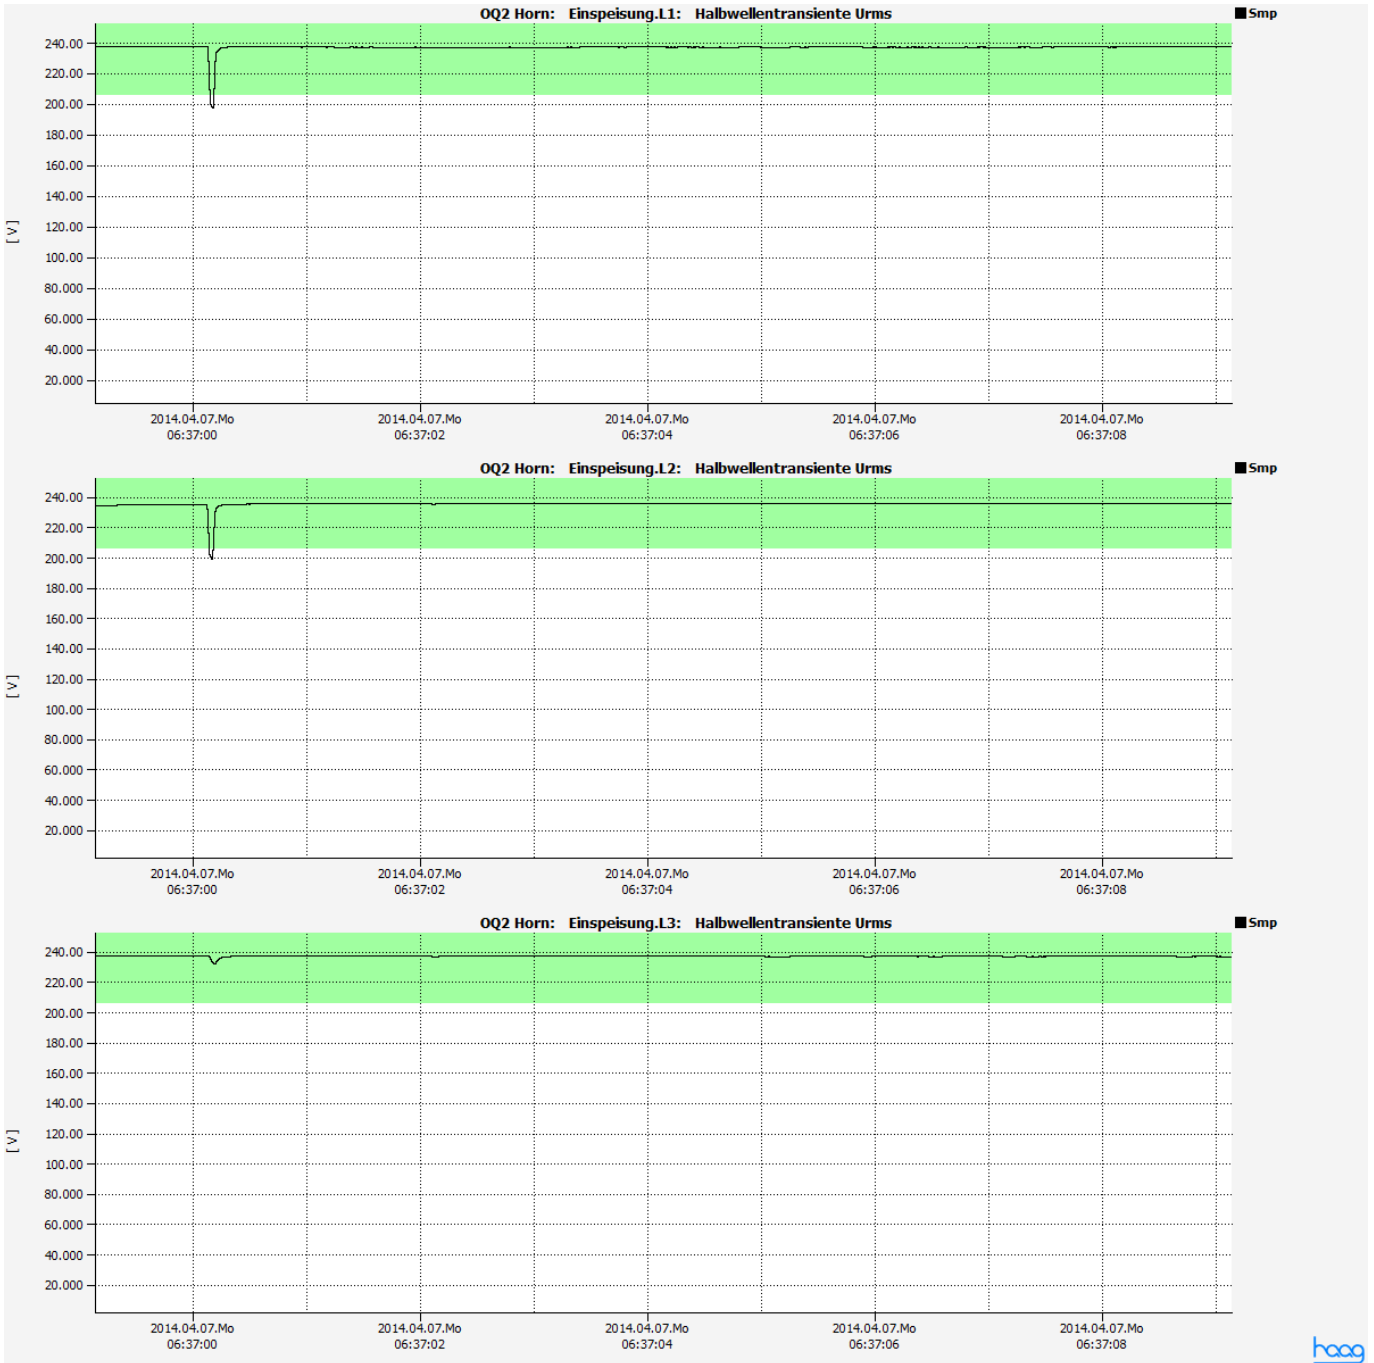 OQ2 Horn: Einspeisung.L1: Halbwellentransiente Urms
Smp
240.00
220.00
200.00
180.00
160.00
140.00
120.00
100.00
80.000
60.000
40.000
20.000
[ V ]
2014.04.07.Mo 2014.04.07.Mo 2014.04.07.Mo 2014.04.07.Mo 2014.04.07.Mo
06:37:00 06:37:02 06:37:04 06:37:06 06:37:08
OQ2 Horn: Einspeisung.L2: Halbwellentransiente Urms
Smp
240.00
220.00
200.00
180.00
160.00
140.00
120.00
100.00
80.000
60.000
40.000
20.000
[ V ]
2014.04.07.Mo 2014.04.07.Mo 2014.04.07.Mo 2014.04.07.Mo 2014.04.07.Mo
06:37:00 06:37:02 06:37:04 06:37:06 06:37:08
OQ2 Horn: Einspeisung.L3: Halbwellentransiente Urms
Smp
240.00
220.00
200.00
180.00
160.00
140.00
120.00
100.00
80.000
60.000
40.000
20.000
[ V ]
2014.04.07.Mo 2014.04.07.Mo 2014.04.07.Mo 2014.04.07.Mo 2014.04.07.Mo
06:37:00 06:37:02 06:37:04 06:37:06 06:37:08
haag